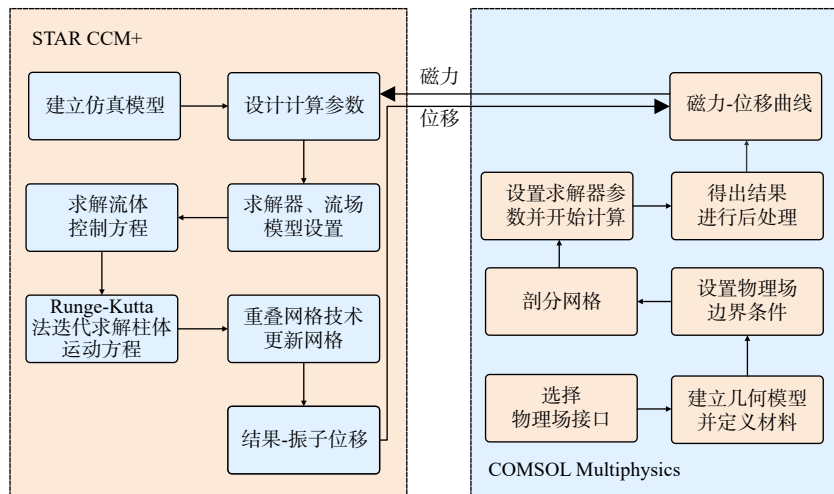 STAR CCM+
建立仿真模型
设计计算参数
求解流体
控制方程
求解器、流场
模型设置
Runge-Kutta
法迭代求解柱体
运动方程
重叠网格技术
更新网格
结果-振子位移
磁力
位移
磁力-位移曲线
设置求解器参
数并开始计算
得出结果
进行后处理
剖分网格
设置物理场
边界条件
选择
物理场接口
建立几何模型
并定义材料
COMSOL Multiphysics